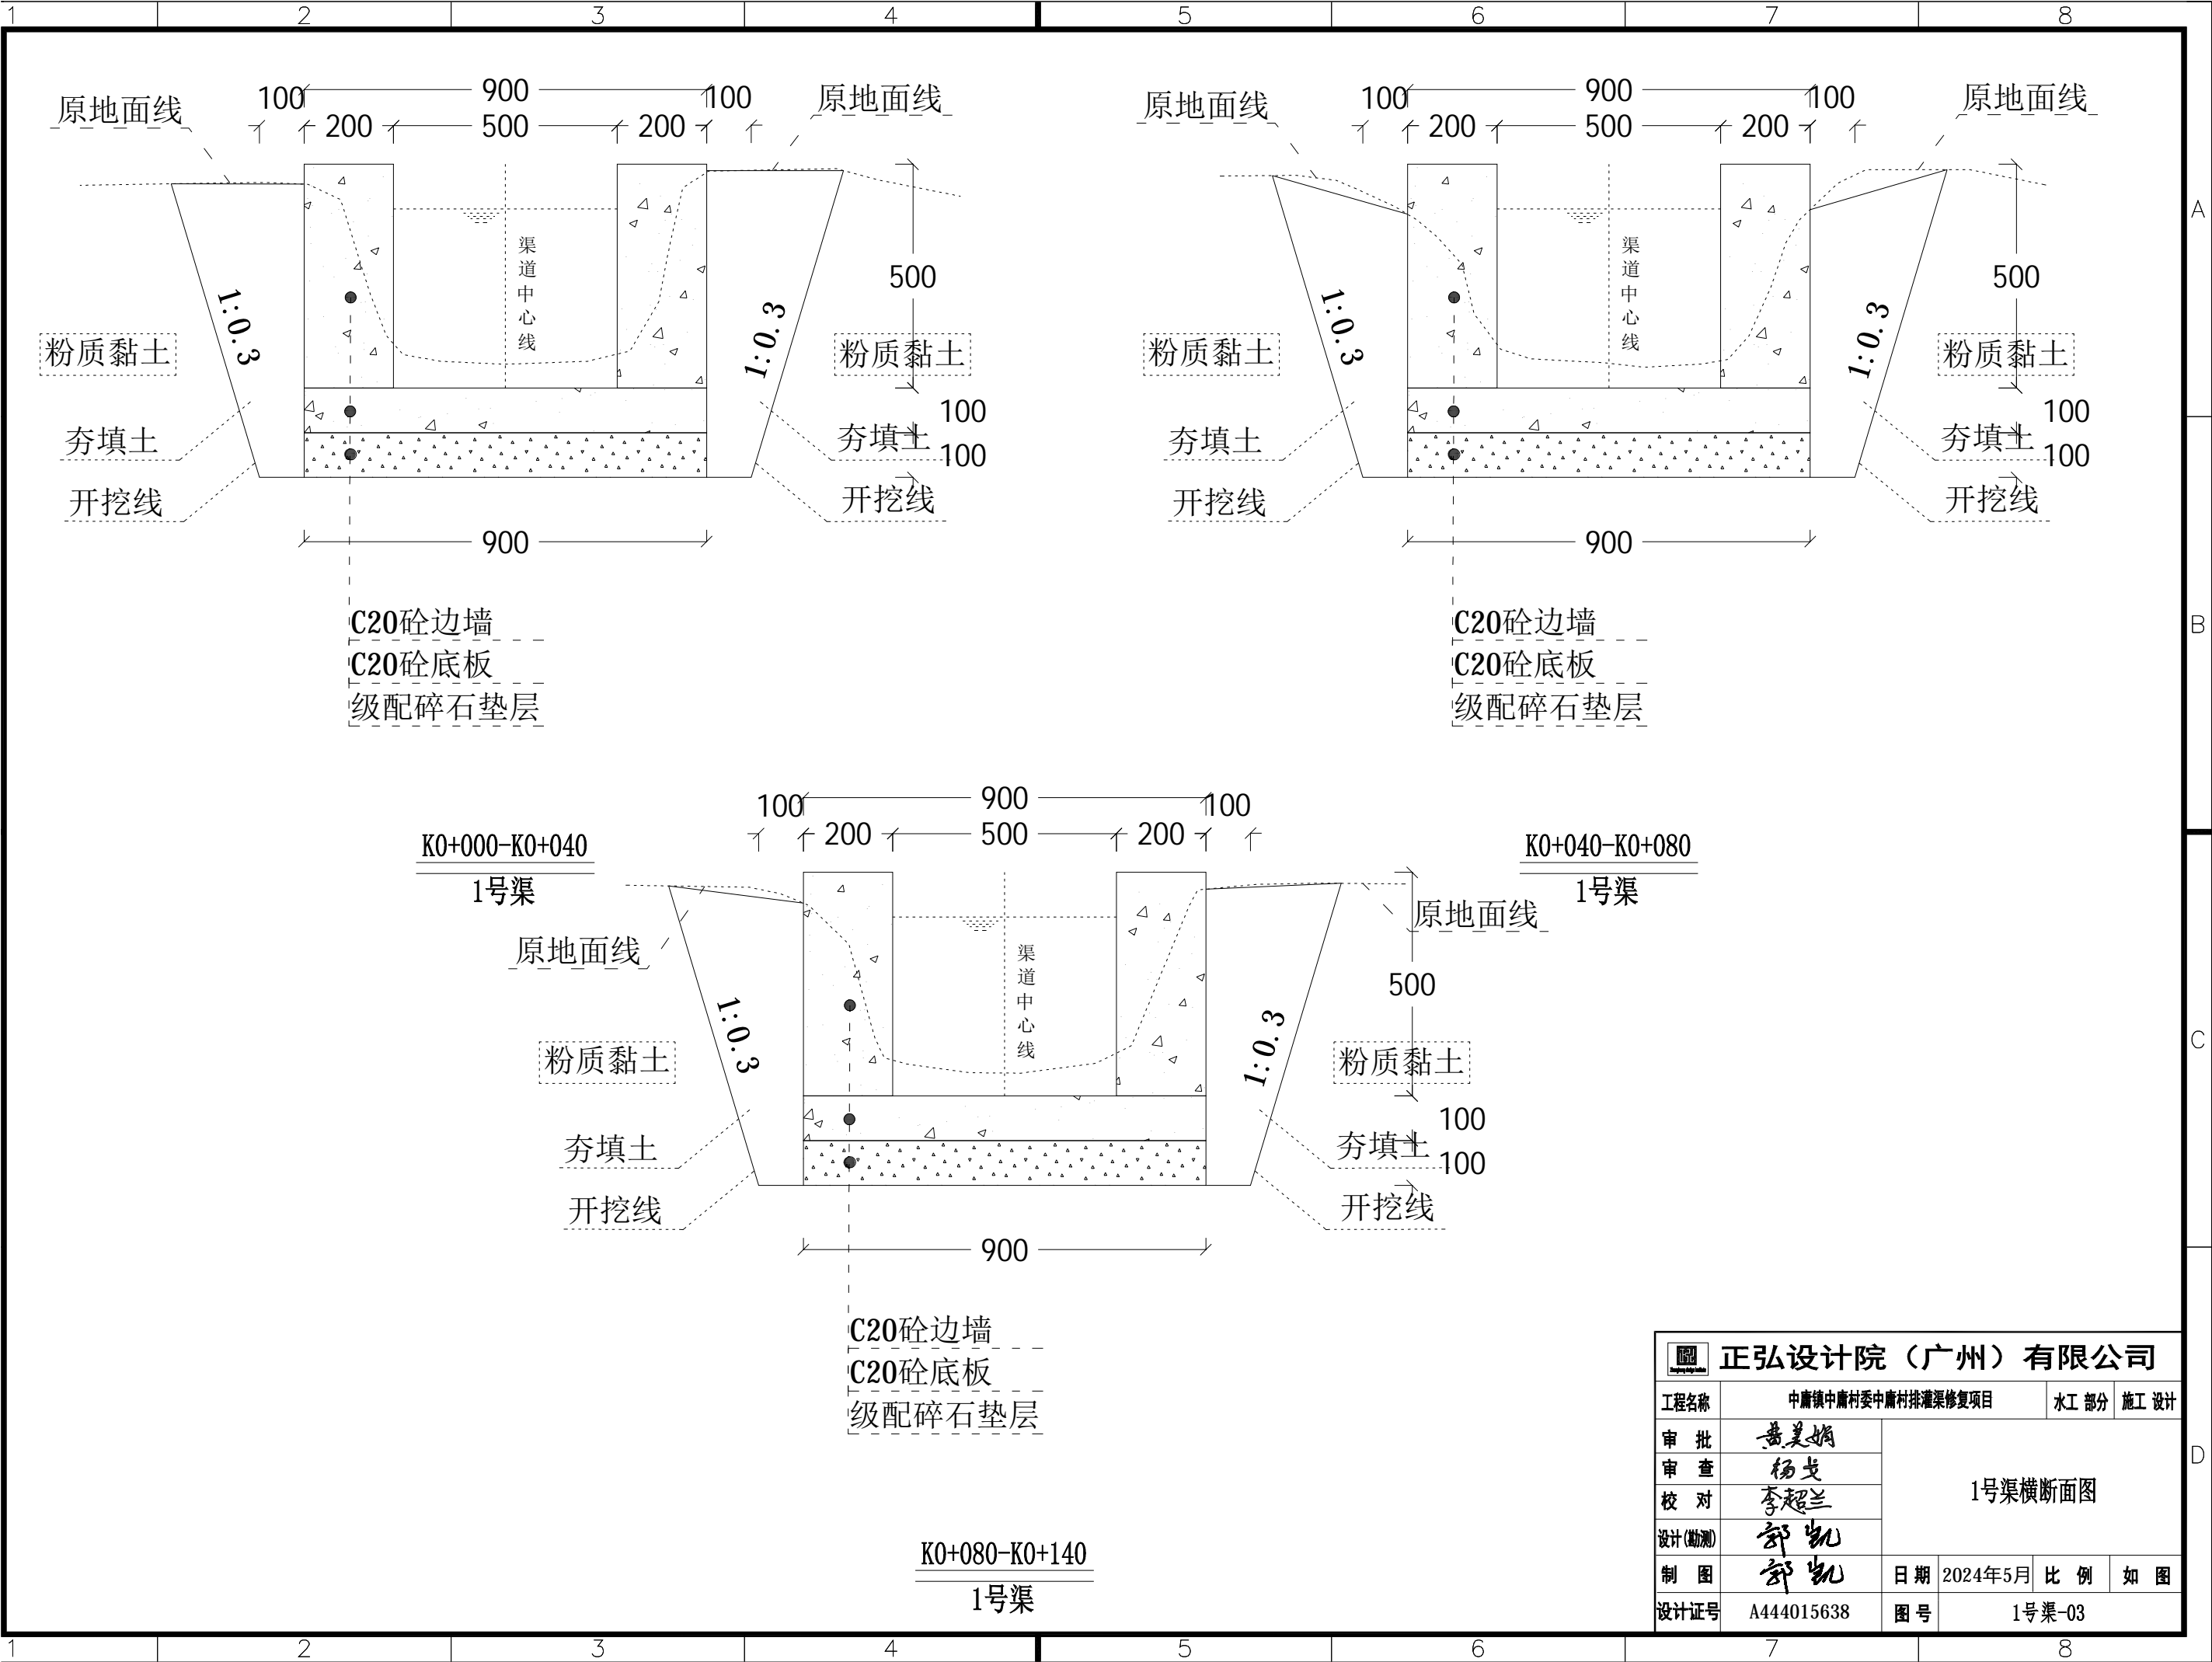 1 2 3 4 5 6 7 8
原地面线
100 900 100
200 500 200
原地面线
渠道中心线
1:0.3
1:0.3
500
粉质黏土
粉质黏土
100
夯填土
夯填土
100
开挖线
开挖线
900
C20砼边墙
C20砼底板
级配碎石垫层
K0+000-K0+040
1号渠
原地面线
100 900 100
200 500 200
原地面线
渠道中心线
1:0.3
1:0.3
500
粉质黏土
粉质黏土
100
夯填土
夯填土
100
开挖线
开挖线
900
C20砼边墙
C20砼底板
级配碎石垫层
K0+040-K0+080
1号渠
100 900 100
200 500 200
原地面线
原地面线
渠道中心线
1:0.3
1:0.3
500
粉质黏土
粉质黏土
100
夯填土
夯填土
100
开挖线
开挖线
900
C20砼边墙
C20砼底板
级配碎石垫层
K0+080-K0+140
1号渠
A
B
C
D
正弘设计院（广州）有限公司
工程名称 中庸镇中庸村委中庸村排灌渠修复项目 水工 部分 施工 设计
审 批 黄美娟
审 查 杨戈
校 对 李超兰
设计(勘测) 郭凯
1号渠横断面图
制 图 郭凯 日 期 2024年5月 比 例 如 图
设计证号 A444015638 图 号 1号渠-03
1 2 3 4 5 6 7 8